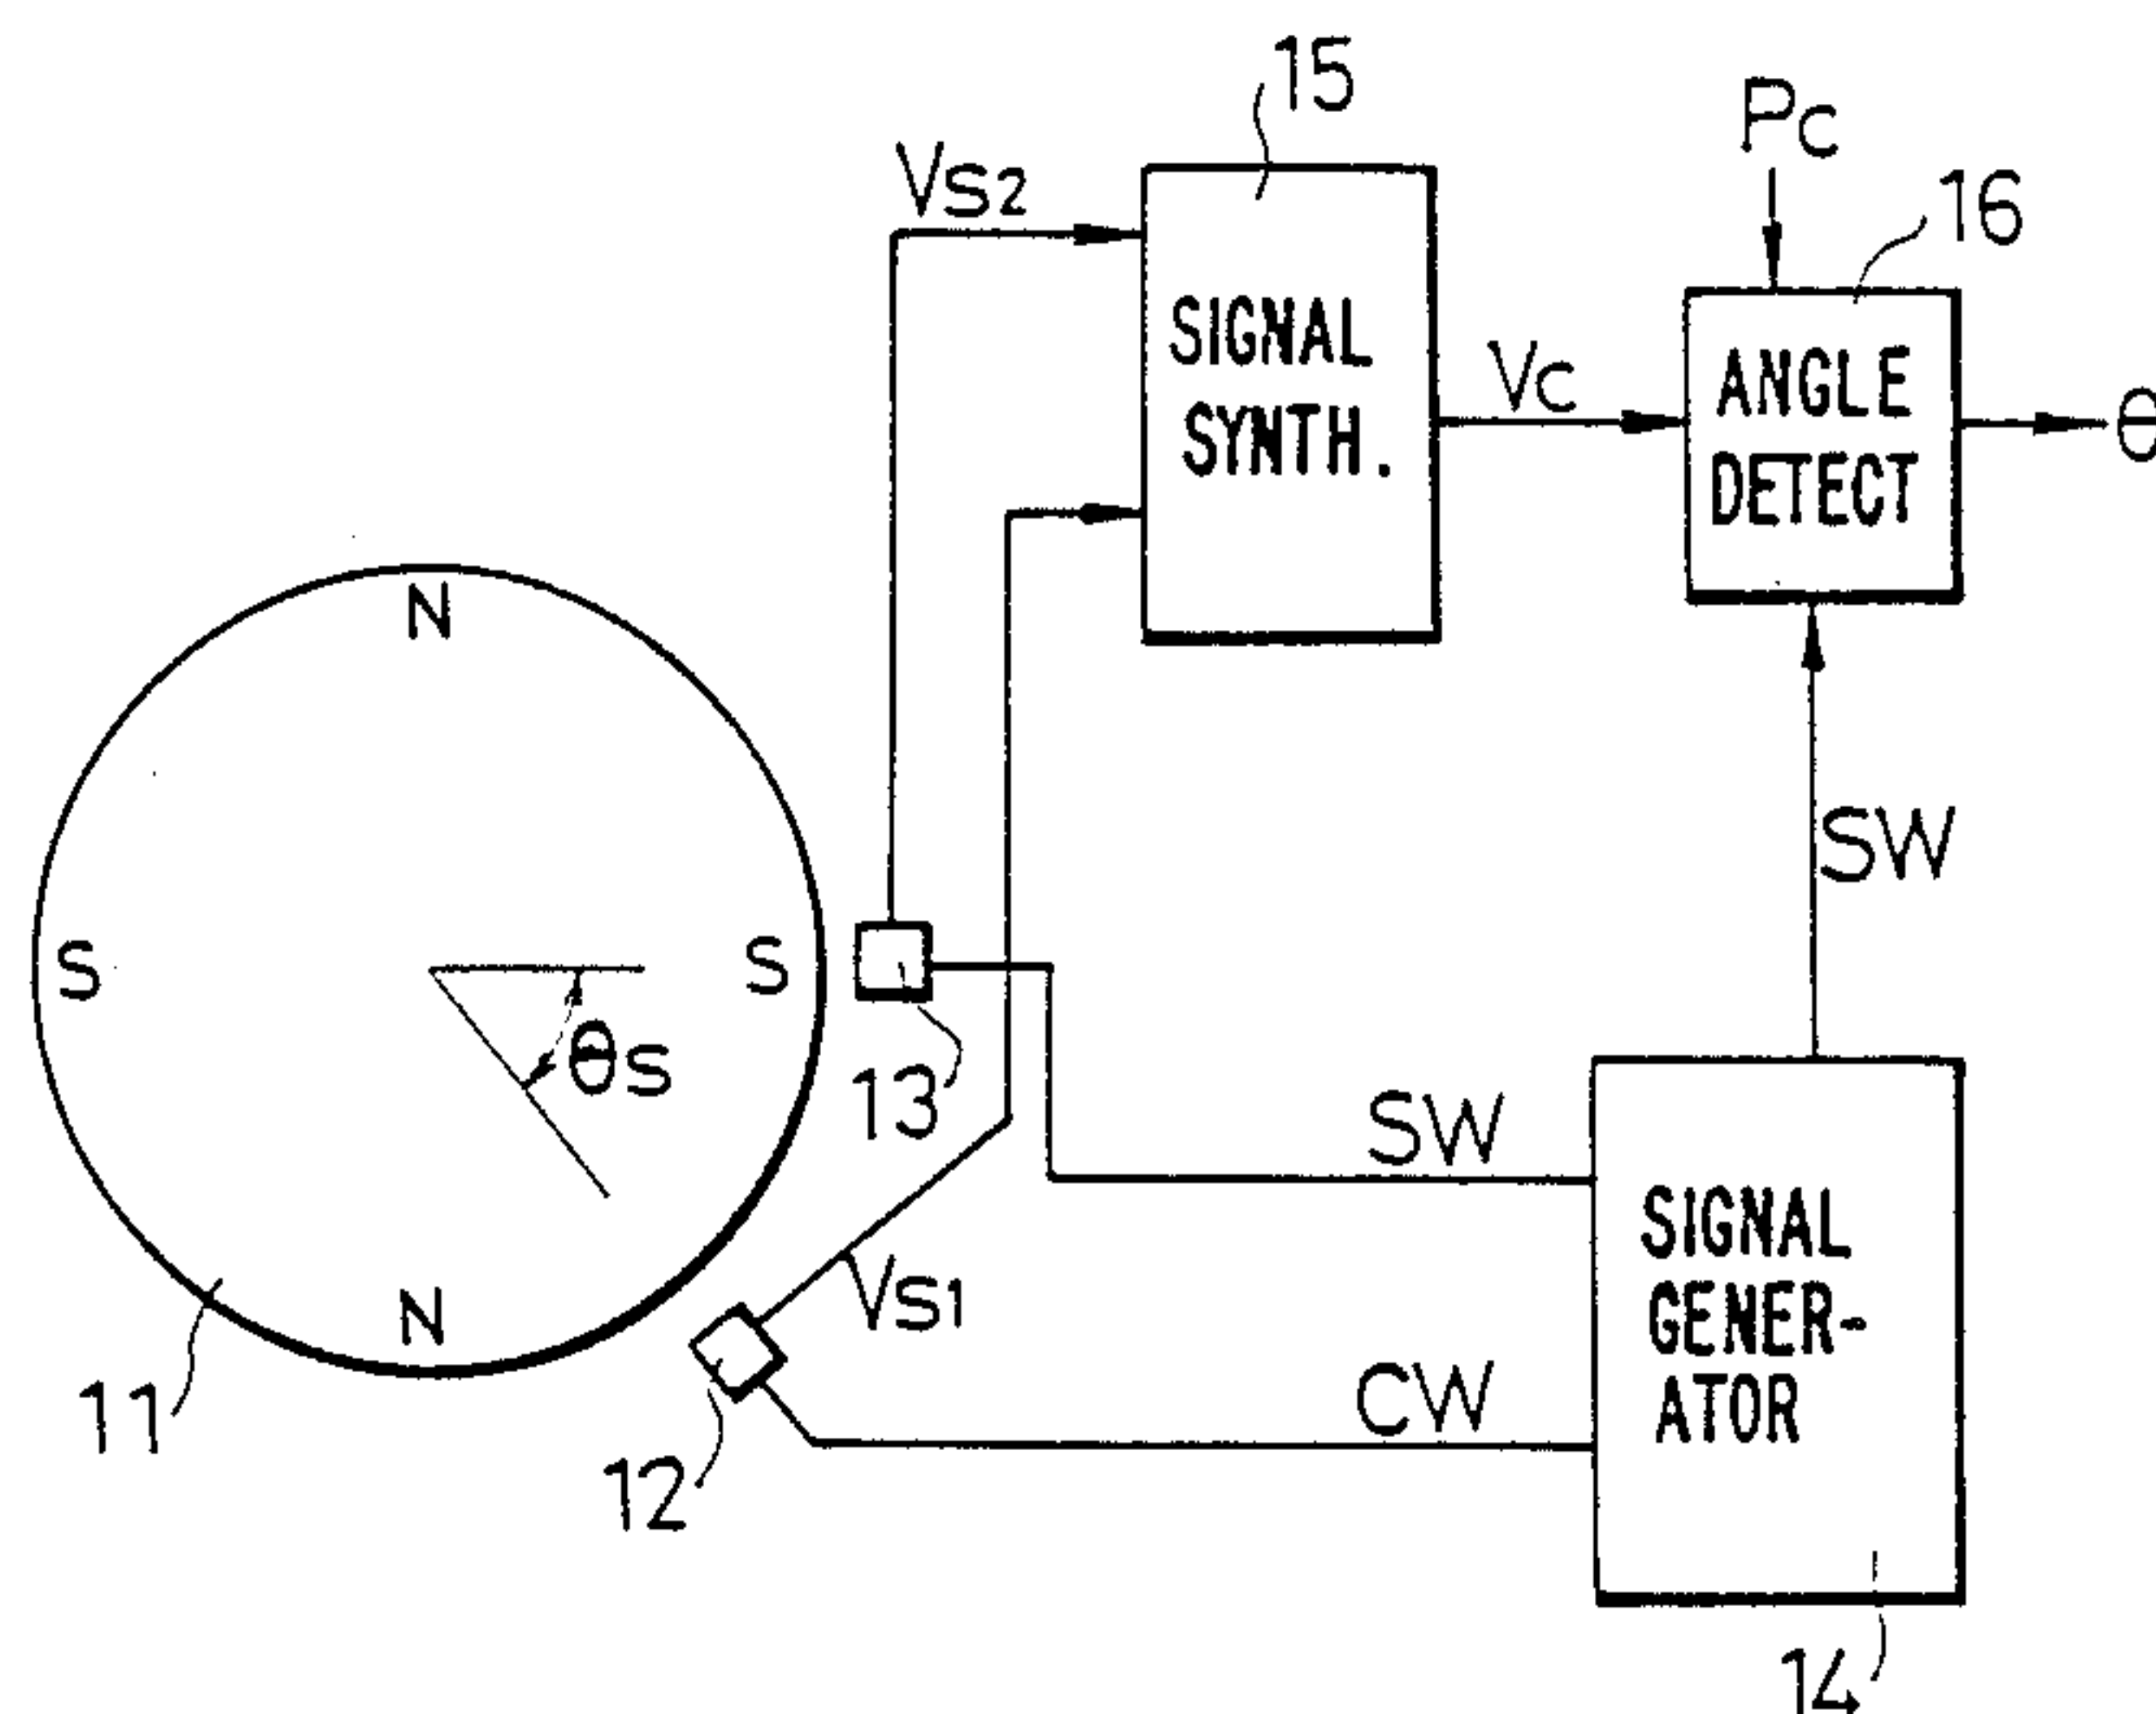 15
Pc
Vs2
16
SIGNAL
SYNTH.
Vc
ANGLE
DETECT
θ
N
SW
S
S
θs
13
SW
SIGNAL
GENER-
ATOR
N
Vs1
CW
11
12
14